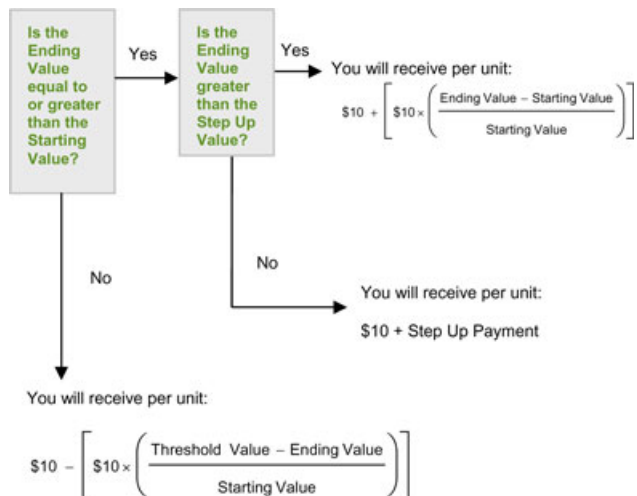 Is the
Ending
Value
equal to
or greater
than the
Starting
Value?
Yes
Is the
Ending
Value
greater
than the
Step Up
Value?
Yes
You will receive per unit:
$10 + [ $10 × ( Ending Value – Starting Value
Starting Value ) ]
No
No
You will receive per unit:
$10 + Step Up Payment
You will receive per unit:
$10 – [ $10 × ( Threshold Value – Ending Value
Starting Value ) ]